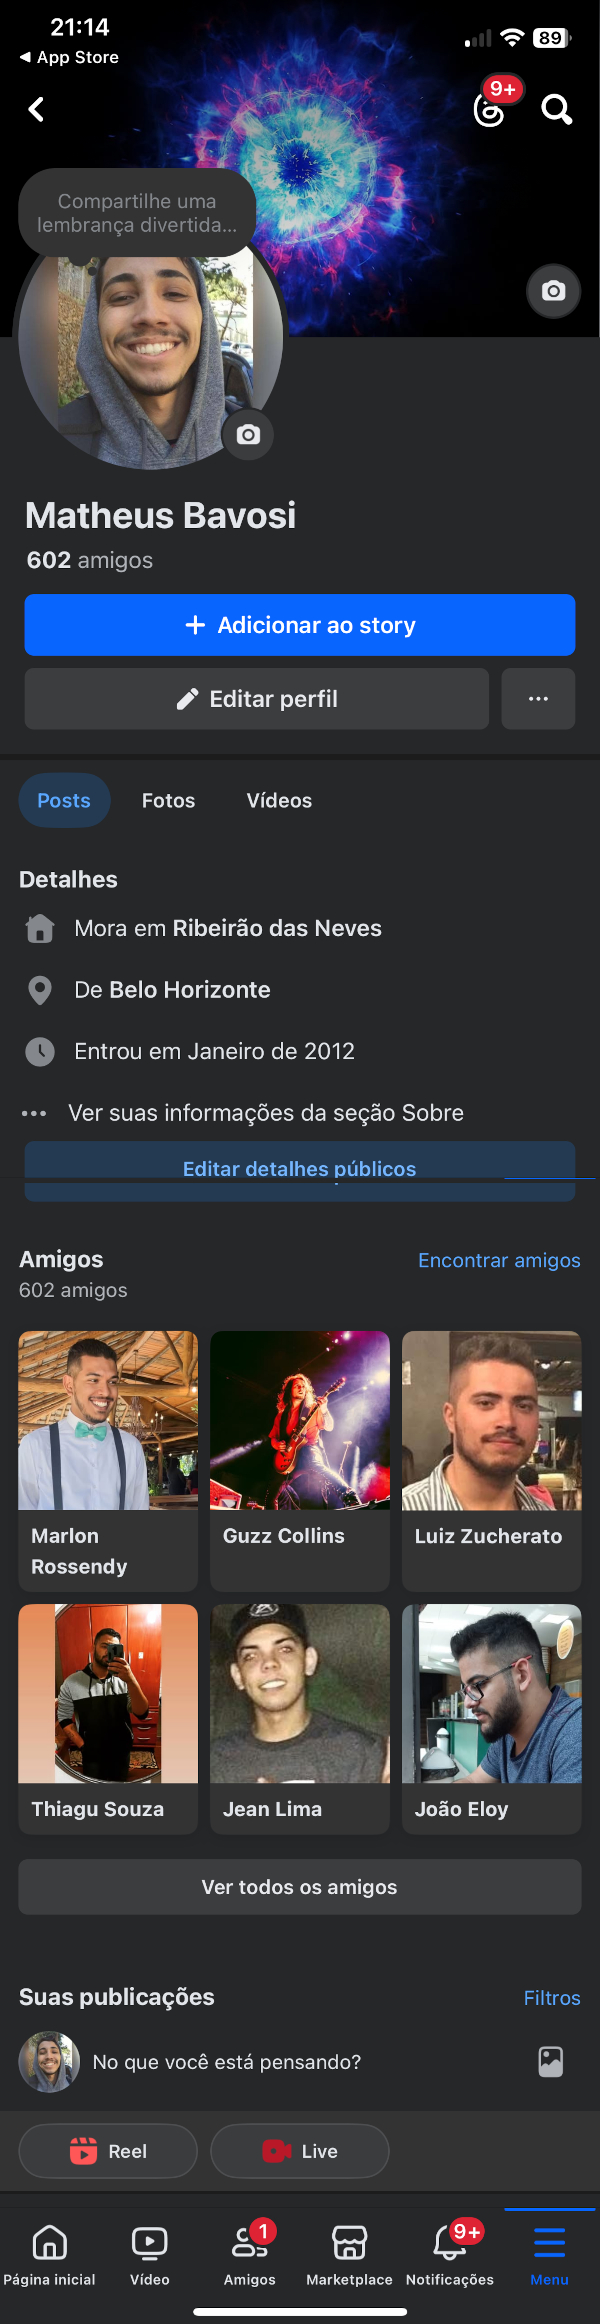 21:14
89
App Store
9+
Compartilhe uma
lembrança divertida...
Matheus Bavosi
602 amigos
Adicionar ao story
Editar perfil
Posts
Fotos
Vídeos
Detalhes
Mora em Ribeirão das Neves
De Belo Horizonte
Entrou em Janeiro de 2012
Ver suas informações da seção Sobre
Editar detalhes públicos
Amigos
Encontrar amigos
602 amigos
Marlon
Rossendy
Guzz Collins
Luiz Zucherato
Thiagu Souza
Jean Lima
João Eloy
Ver todos os amigos
Suas publicações
Filtros
No que você está pensando?
Reel
Live
1
9+
Página inicial
Vídeo
Amigos
Marketplace
Notificações
Menu